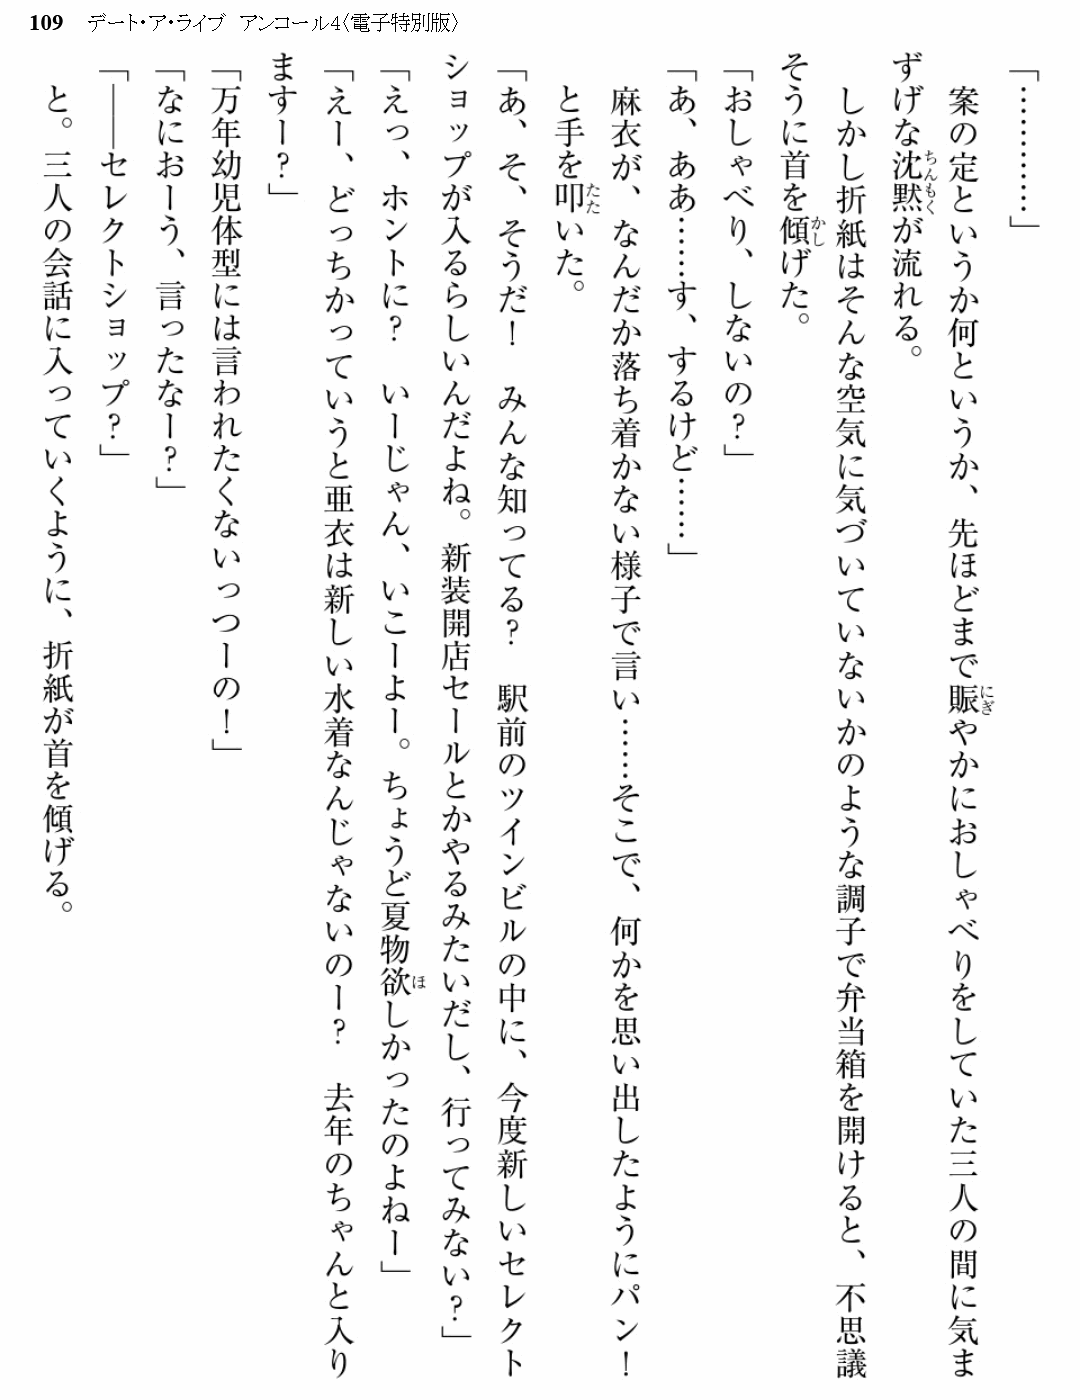 109 デート・ア・ライブ　アンコール4〈電子特別版〉
「…………」
　案の定というか何というか、先ほどまで賑やかにおしゃべりをしていた三人の間に気ま
ずげな沈黙が流れる。
　しかし折紙はそんな空気に気づいていないかのような調子で弁当箱を開けると、不思議
そうに首を傾げた。
「おしゃべり、しないの？」
「あ、ああ……す、するけど……」
　麻衣が、なんだか落ち着かない様子で言い……そこで、何かを思い出したようにパン！
と手を叩いた。
「あ、そ、そうだ！　みんな知ってる？　駅前のツインビルの中に、今度新しいセレクト
ショップが入るらしいんだよね。新装開店セールとかやるみたいだし、行ってみない？」
「えっ、ホントに？　いーじゃん、いこーよー。ちょうど夏物欲しかったのよねー」
「えー、どっちかっていうと亜衣は新しい水着なんじゃないのー？　去年のちゃんと入り
ますー？」
「万年幼児体型には言われたくないっつーの！」
「なにおーう、言ったなー？」
「――セレクトショップ？」
　と。三人の会話に入っていくように、折紙が首を傾げる。